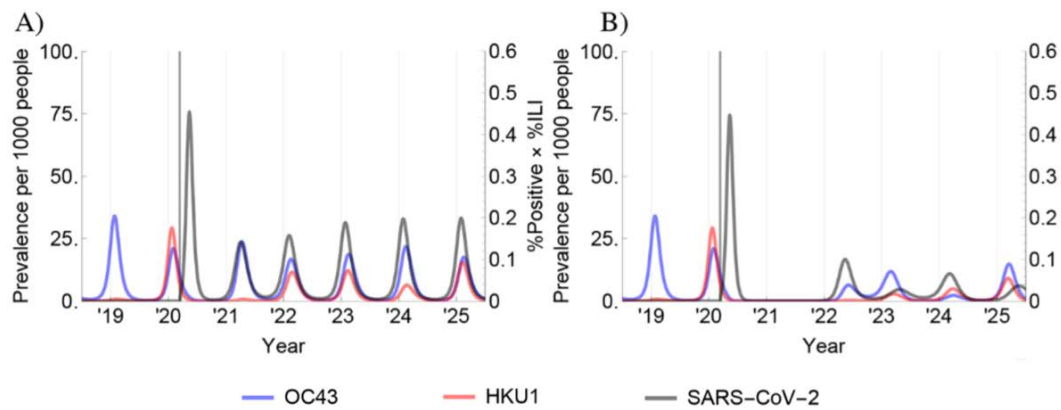 A)
Prevalence per 1000 people
100.
75.
50.
25.
0.
0.6
0.5
0.4
0.3
0.2
0.1
0
%Positive × %ILI
'19 '20 '21 '22 '23 '24 '25
Year
B)
Prevalence per 1000 people
100.
75.
50.
25.
0.
0.6
0.5
0.4
0.3
0.2
0.1
0
'19 '20 '21 '22 '23 '24 '25
Year
OC43 HKU1 SARS−CoV−2